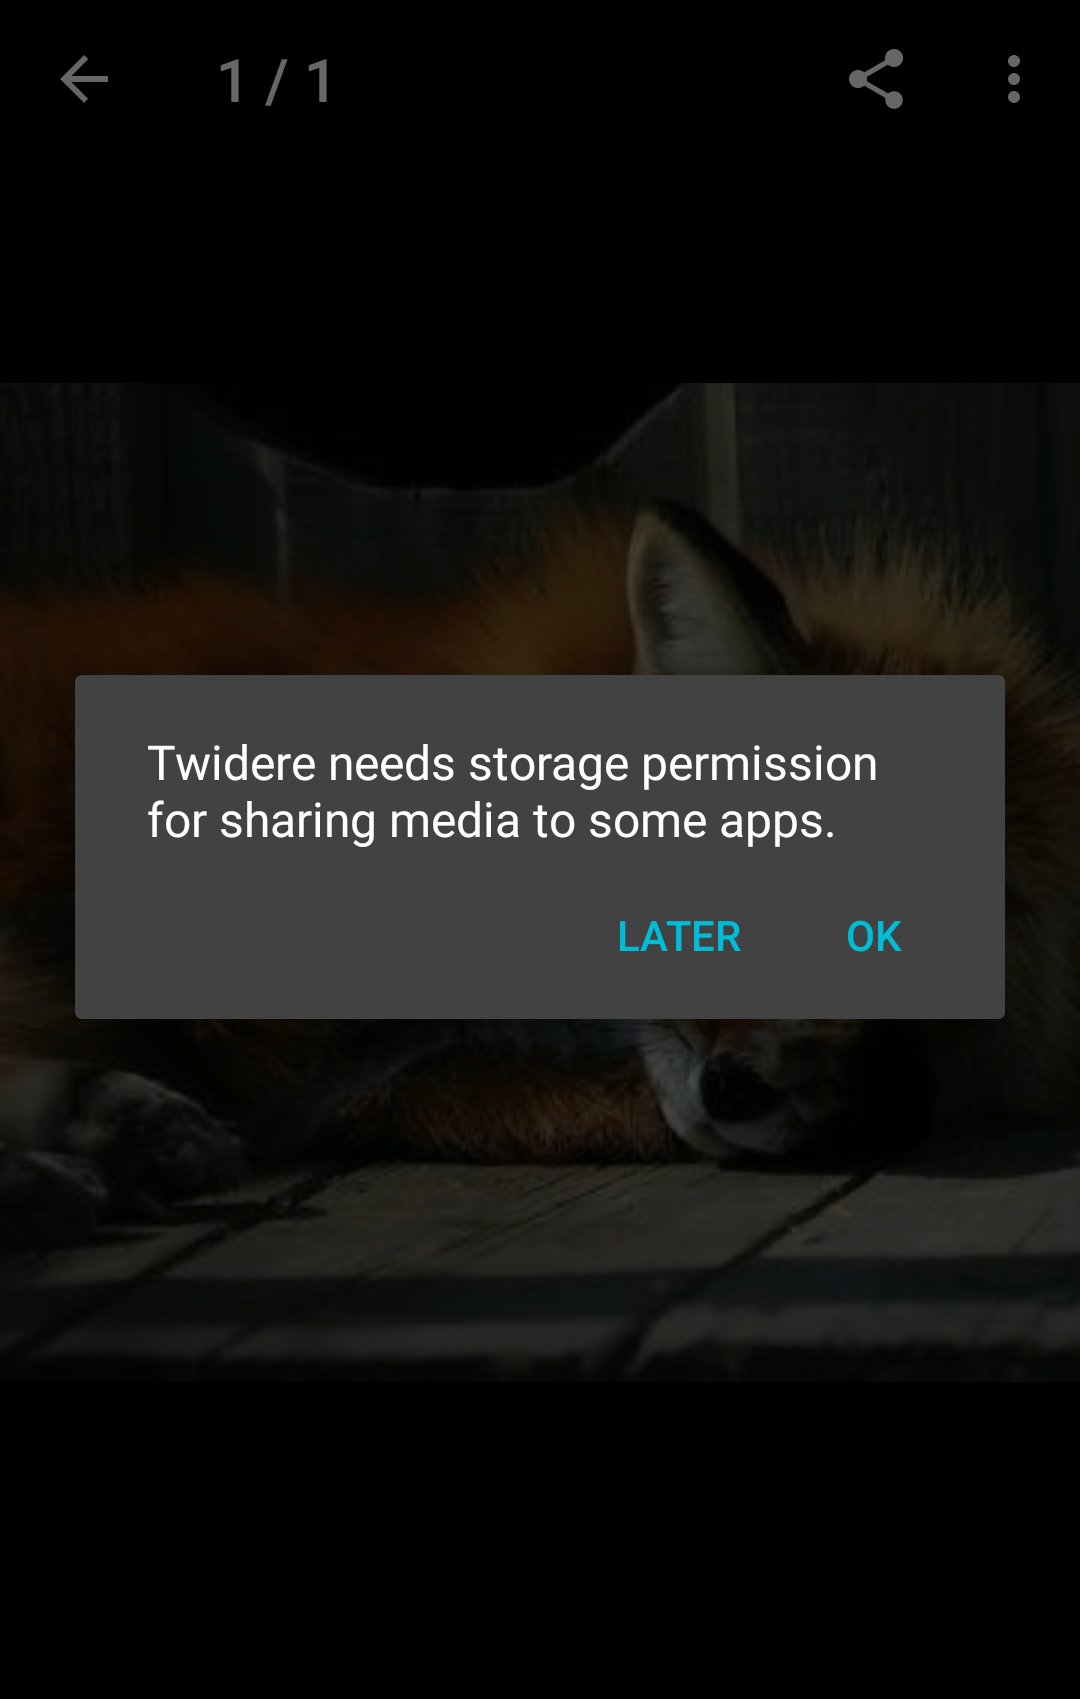 1 / 1
Twidere needs storage permission
for sharing media to some apps.
LATER OK